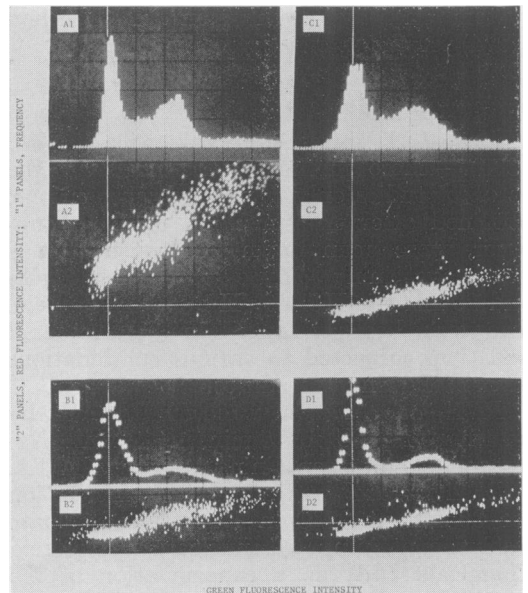 "2" PANELS, RED FLUORESCENCE INTENSITY; "1" PANELS, FREQUENCY
A1
C1
A2
C2
B1
D1
B2
D2
GREEN FLUORESCENCE INTENSITY